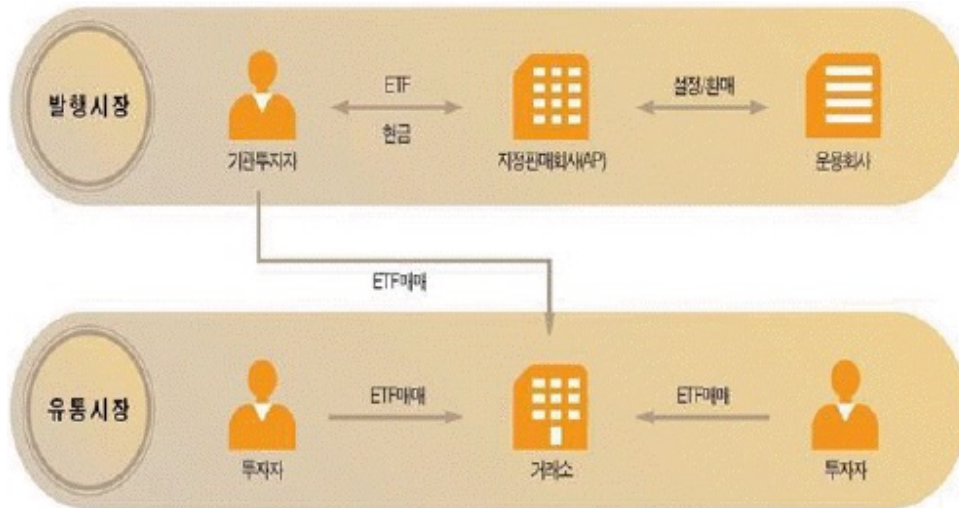 발행시장
ETF
현금
설정/환매
기관투자자
지정판매회사(AP)
운용회사
ETF매매
유통시장
ETF매매
ETF매매
투자자
거래소
투자자